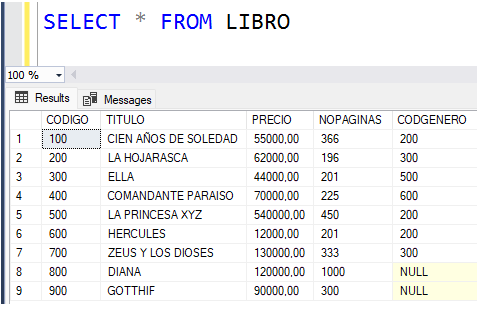 SELECT * FROM LIBRO
100 %
Results Messages
CODIGO TITULO PRECIO NOPAGINAS CODGENERO
1 100 CIEN AÑOS DE SOLEDAD 55000,00 366 200
2 200 LA HOJARASCA 62000,00 196 300
3 300 ELLA 44000,00 201 500
4 400 COMANDANTE PARAISO 70000,00 225 600
5 500 LA PRINCESA XYZ 540000,00 450 200
6 600 HERCULES 12000,00 201 200
7 700 ZEUS Y LOS DIOSES 130000,00 333 300
8 800 DIANA 120000,00 1000 NULL
9 900 GOTTHIF 90000,00 300 NULL